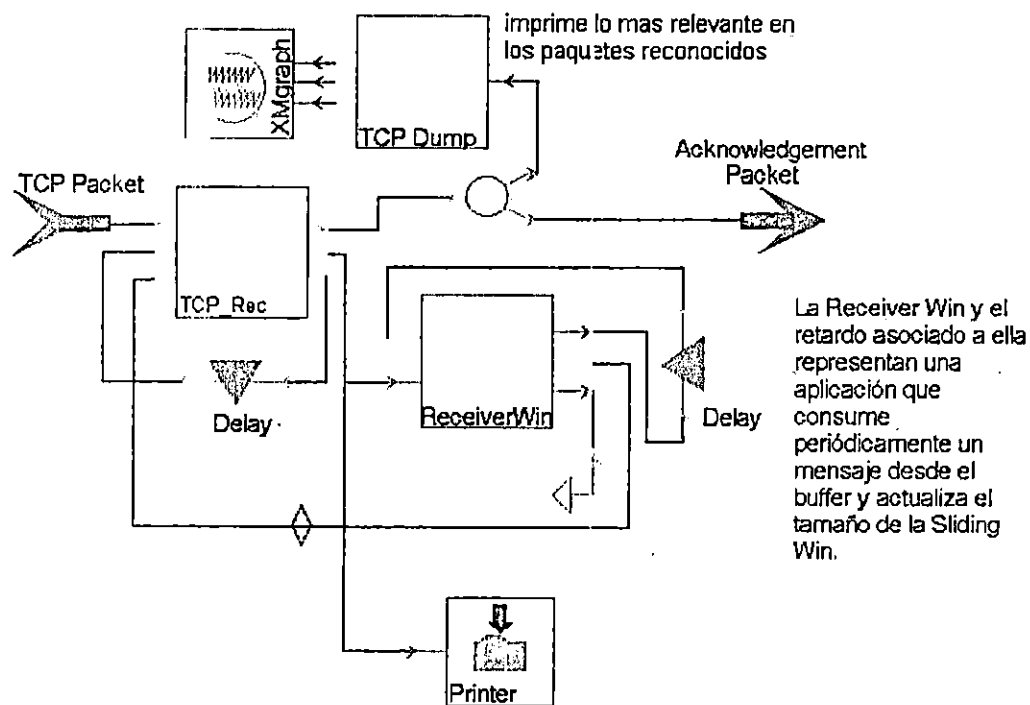 imprime lo mas relevante en
los paquetes reconocidos
XMgraph
TCP Dump
Acknowledgement
Packet
TCP Packet
TCP_Rec
Delay
ReceiverWin
Delay
La Receiver Win y el
retardo asociado a ella
representan una
aplicación que
consume
periódicamente un
mensaje desde el
buffer y actualiza el
tamaño de la Sliding
Win.
Printer